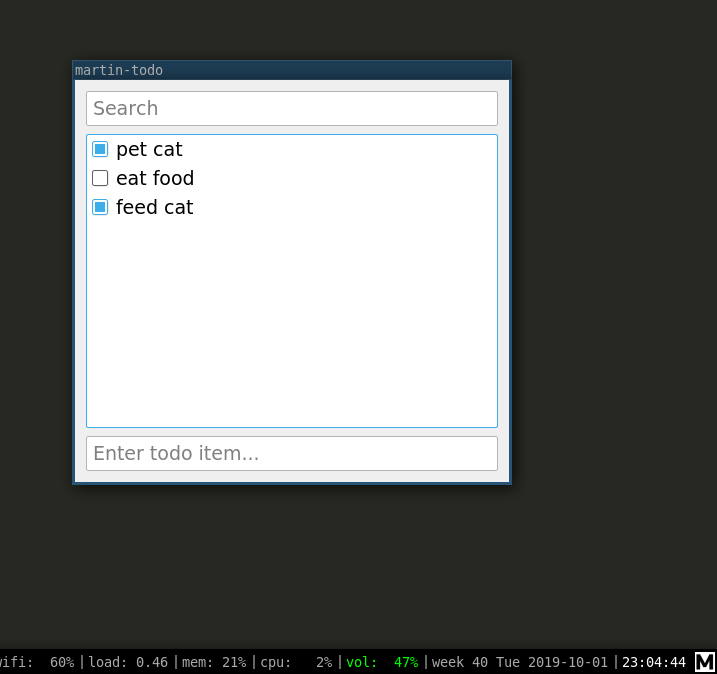 martin-todo
Search
pet cat
eat food
feed cat
Enter todo item...
wifi: 60%|load: 0.46|mem: 21%|cpu: 2%|vol: 47%|week 40 Tue 2019-10-01|23:04:44 M